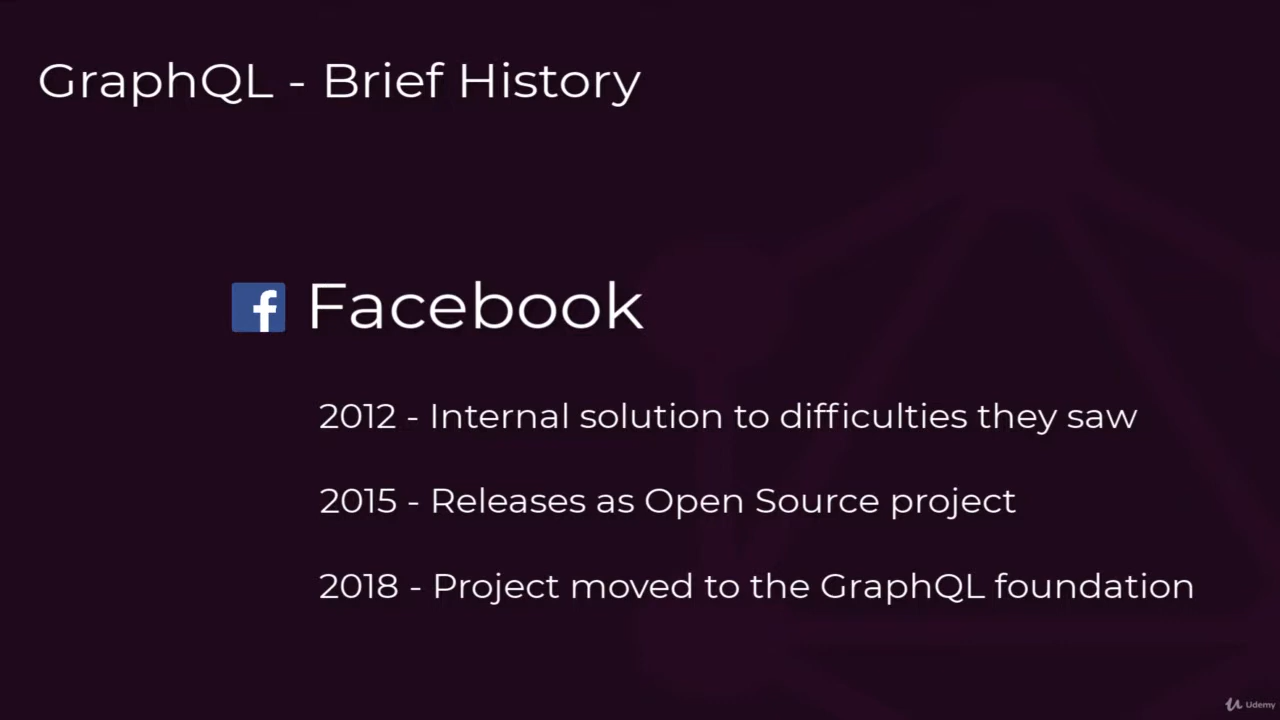 GraphQL - Brief History
Facebook
2012 - Internal solution to difficulties they saw
2015 - Releases as Open Source project
2018 - Project moved to the GraphQL foundation
Udemy